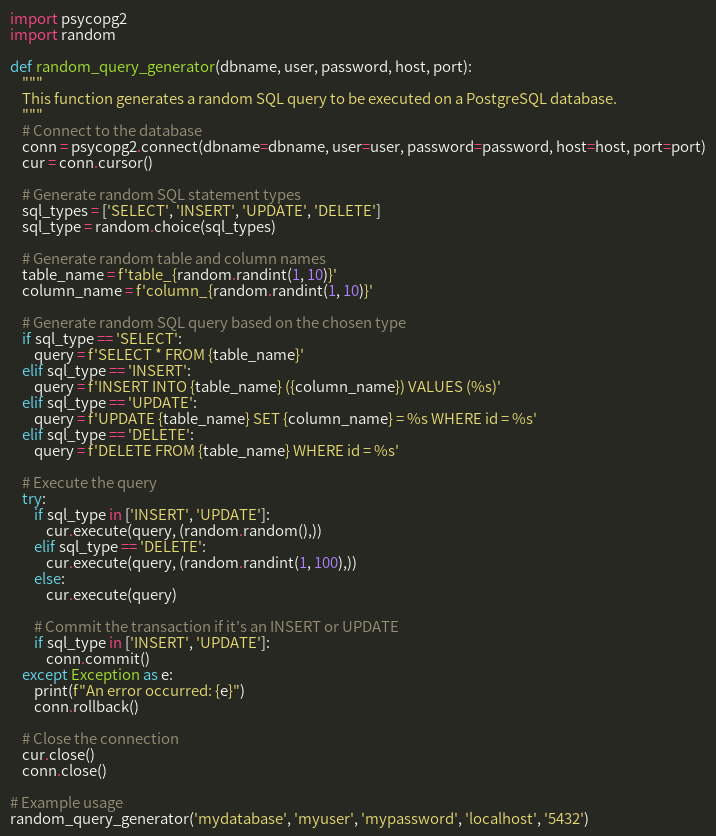 import psycopg2
import random

def random_query_generator(dbname, user, password, host, port):
    """
    This function generates a random SQL query to be executed on a PostgreSQL database.
    """
    # Connect to the database
    conn = psycopg2.connect(dbname=dbname, user=user, password=password, host=host, port=port)
    cur = conn.cursor()

    # Generate random SQL statement types
    sql_types = ['SELECT', 'INSERT', 'UPDATE', 'DELETE']
    sql_type = random.choice(sql_types)

    # Generate random table and column names
    table_name = f'table_{random.randint(1, 10)}'
    column_name = f'column_{random.randint(1, 10)}'

    # Generate random SQL query based on the chosen type
    if sql_type == 'SELECT':
        query = f'SELECT * FROM {table_name}'
    elif sql_type == 'INSERT':
        query = f'INSERT INTO {table_name} ({column_name}) VALUES (%s)'
    elif sql_type == 'UPDATE':
        query = f'UPDATE {table_name} SET {column_name} = %s WHERE id = %s'
    elif sql_type == 'DELETE':
        query = f'DELETE FROM {table_name} WHERE id = %s'

    # Execute the query
    try:
        if sql_type in ['INSERT', 'UPDATE']:
            cur.execute(query, (random.random(),))
        elif sql_type == 'DELETE':
            cur.execute(query, (random.randint(1, 100),))
        else:
            cur.execute(query)

        # Commit the transaction if it's an INSERT or UPDATE
        if sql_type in ['INSERT', 'UPDATE']:
            conn.commit()
    except Exception as e:
        print(f"An error occurred: {e}")
        conn.rollback()

    # Close the connection
    cur.close()
    conn.close()

# Example usage
random_query_generator('mydatabase', 'myuser', 'mypassword', 'localhost', '5432')